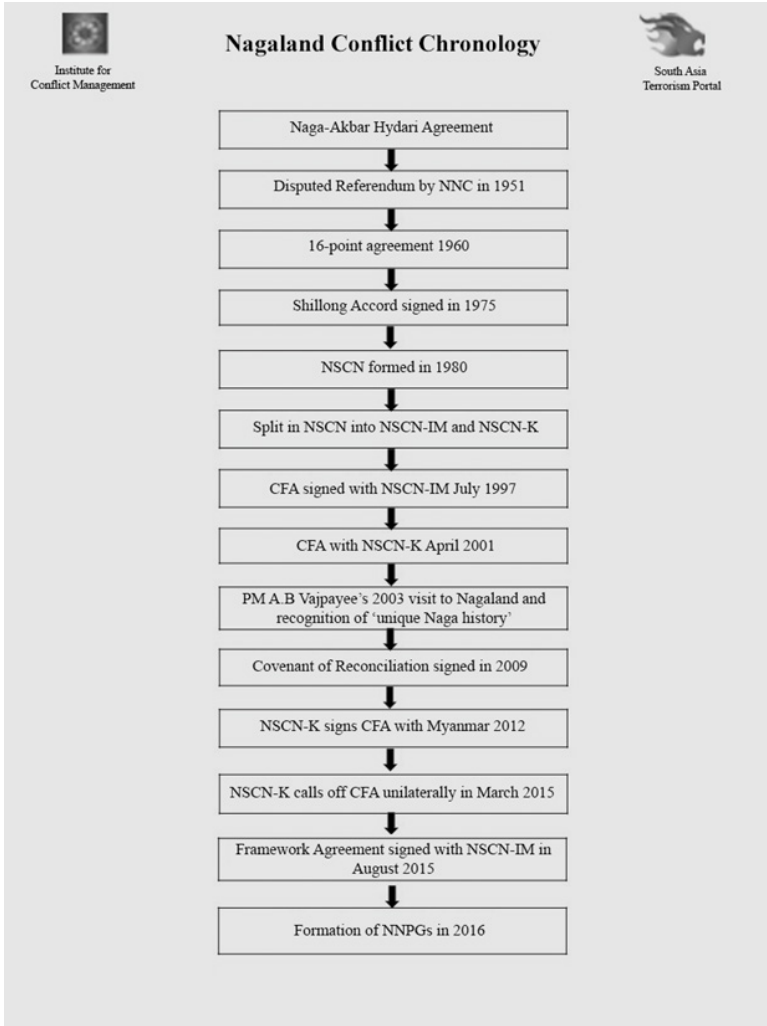 Nagaland Conflict Chronology
Institute for
Conflict Management
South Asia
Terrorism Portal
Naga-Akbar Hydari Agreement
Disputed Referendum by NNC in 1951
16-point agreement 1960
Shillong Accord signed in 1975
NSCN formed in 1980
Split in NSCN into NSCN-IM and NSCN-K
CFA signed with NSCN-IM July 1997
CFA with NSCN-K April 2001
PM A.B Vajpayee’s 2003 visit to Nagaland and
recognition of ‘unique Naga history’
Covenant of Reconciliation signed in 2009
NSCN-K signs CFA with Myanmar 2012
NSCN-K calls off CFA unilaterally in March 2015
Framework Agreement signed with NSCN-IM in
August 2015
Formation of NNPGs in 2016